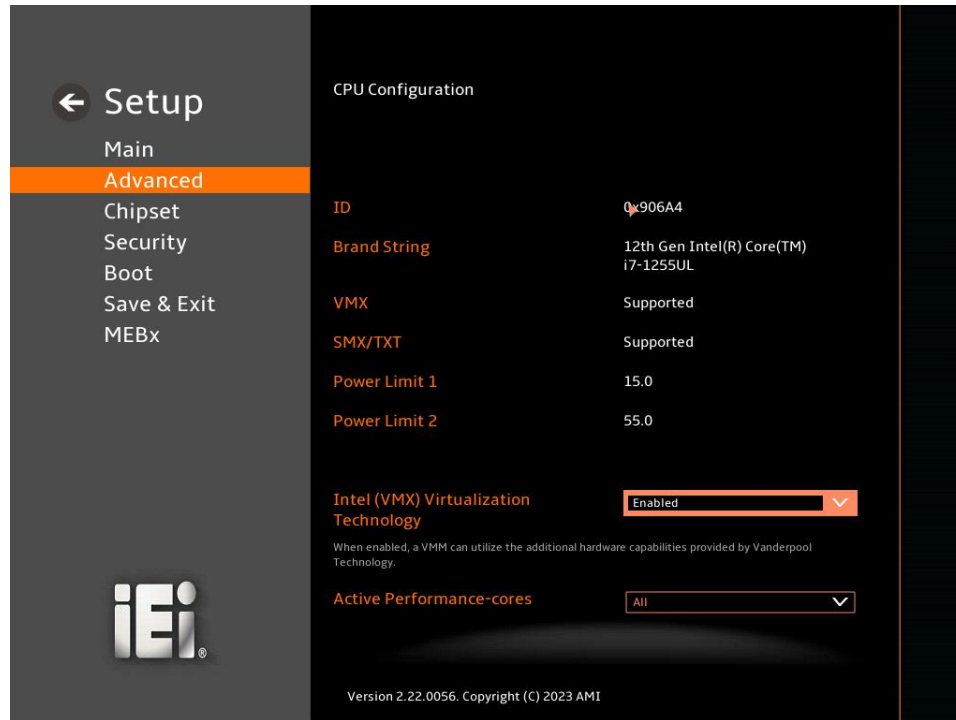 Setup
Main
Advanced
Chipset
Security
Boot
Save & Exit
MEBx
iEi®
CPU Configuration
ID 0x906A4
Brand String 12th Gen Intel(R) Core(TM)
i7-1255UL
VMX Supported
SMX/TXT Supported
Power Limit 1 15.0
Power Limit 2 55.0
Intel (VMX) Virtualization
Technology
Enabled
When enabled, a VMM can utilize the additional hardware capabilities provided by Vanderpool
Technology.
Active Performance-cores All
Version 2.22.0056. Copyright (C) 2023 AMI